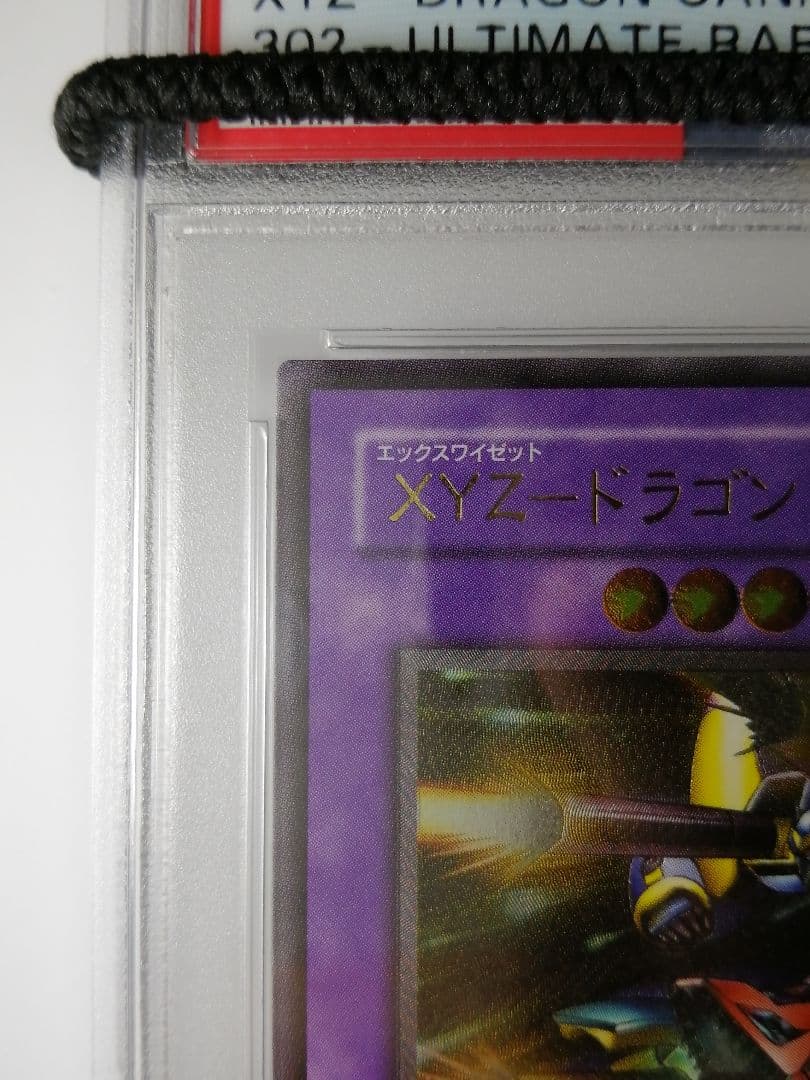 XYZ - DRAGON CAN
302 - ULTIMATE RAR
エックスワイゼット
XYZ－ドラゴン